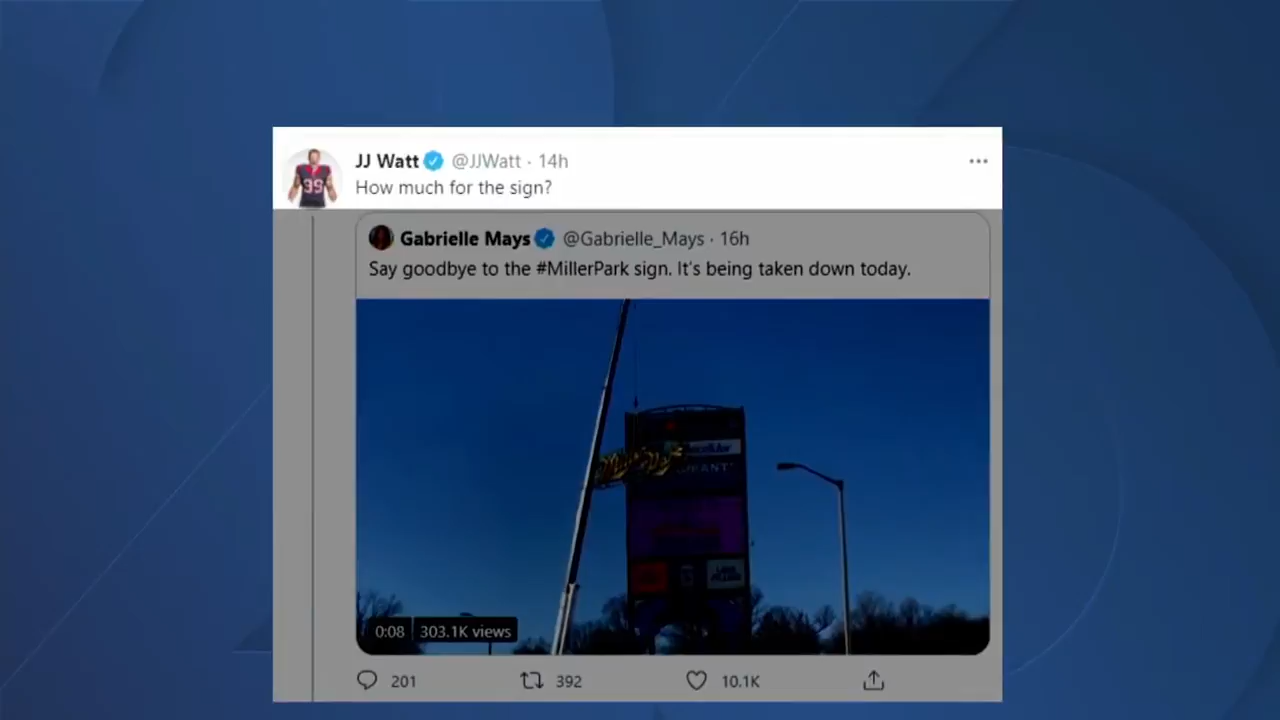 JJ Watt @JJWatt · 14h
How much for the sign?
39
Gabrielle Mays @Gabrielle_Mays · 16h
Say goodbye to the #MillerPark sign. It's being taken down today.
0:08 303.1K views
201 392 10.1K